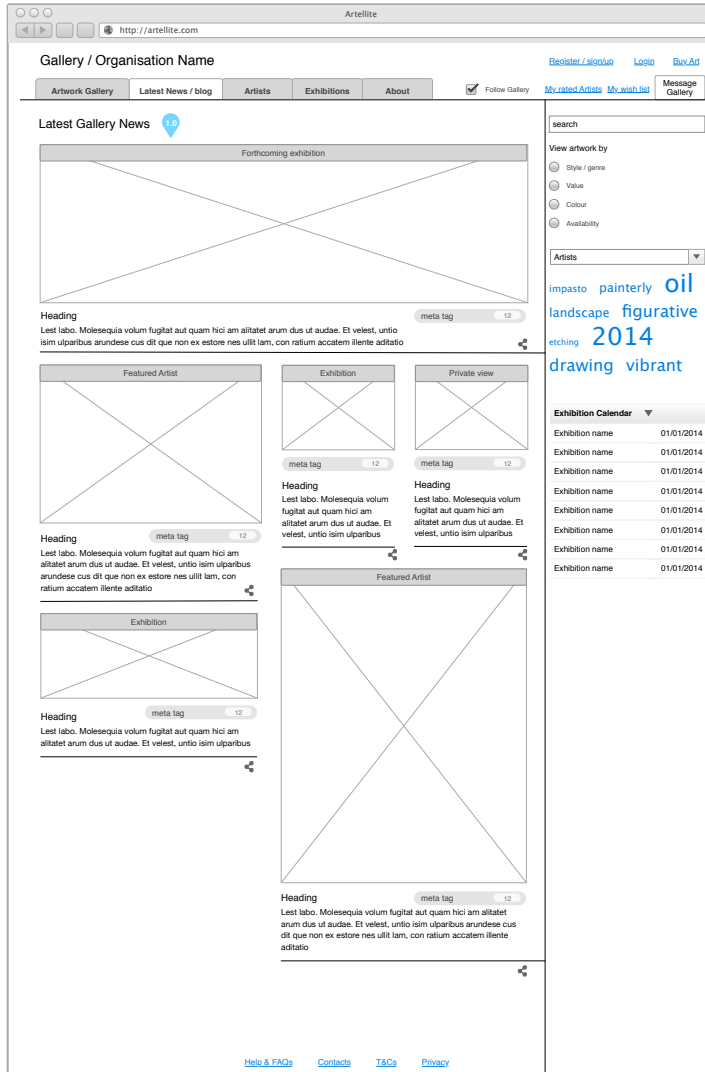 Artellite
http://artellite.com
Gallery / Organisation Name
Register / sign/up Login Buy Art
Artwork Gallery Latest News / blog Artists Exhibitions About
Follow Gallery
My rated Artists My wish list
Message
Gallery
Latest Gallery News 1.0
Forthcoming exhibition
Heading
meta tag 12
Lest labo. Molesequia volum fugitat aut quam hici am alitatet arum dus ut audae. Et velest, untio
isim ulparibus arundese cus dit que non ex estore nes ullit lam, con ratium accatem illente aditatio
Featured Artist
Heading
meta tag 12
Lest labo. Molesequia volum fugitat aut quam hici am
alitatet arum dus ut audae. Et velest, untio isim ulparibus
arundese cus dit que non ex estore nes ullit lam, con
ratium accatem illente aditatio
Exhibition
meta tag 12
Heading
Lest labo. Molesequia volum
fugitat aut quam hici am
alitatet arum dus ut audae. Et
velest, untio isim ulparibus
Private view
meta tag 12
Heading
Lest labo. Molesequia volum
fugitat aut quam hici am
alitatet arum dus ut audae. Et
velest, untio isim ulparibus
Exhibition
Heading
meta tag 12
Lest labo. Molesequia volum fugitat aut quam hici am
alitatet arum dus ut audae. Et velest, untio isim ulparibus
Featured Artist
Heading
meta tag 12
Lest labo. Molesequia volum fugitat aut quam hici am alitatet
arum dus ut audae. Et velest, untio isim ulparibus arundese cus
dit que non ex estore nes ullit lam, con ratium accatem illente
aditatio
search
View artwork by
Style / genre
Value
Colour
Availability
Artists
impasto painterly oil
landscape figurative
etching 2014
drawing vibrant
Exhibition Calendar
Exhibition name 01/01/2014
Exhibition name 01/01/2014
Exhibition name 01/01/2014
Exhibition name 01/01/2014
Exhibition name 01/01/2014
Exhibition name 01/01/2014
Exhibition name 01/01/2014
Exhibition name 01/01/2014
Help & FAQs Contacts T&Cs Privacy